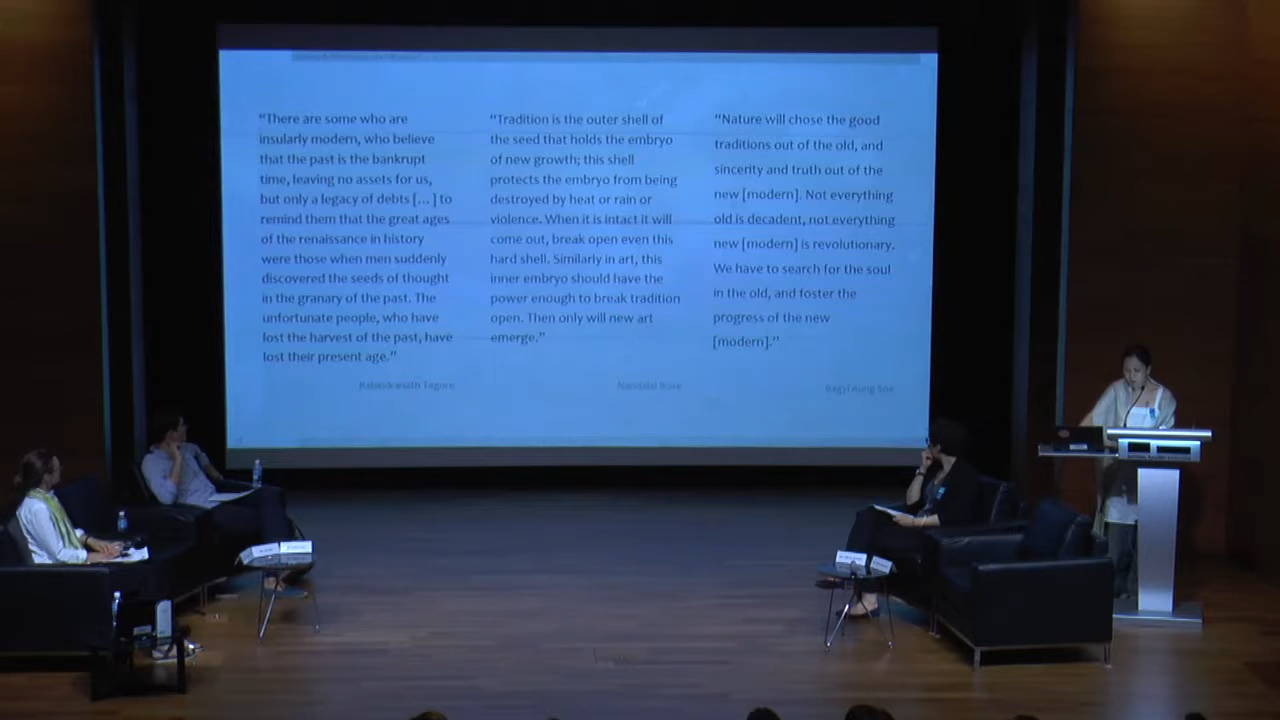 “There are some who are
insularly modern, who believe
that the past is the bankrupt
time, leaving no assets for us,
but only a legacy of debts [...] to
remind them that the great ages
of the renaissance in history
were those when men suddenly
discovered the seeds of thought
in the granary of the past. The
unfortunate people, who have
lost the harvest of the past, have
lost their present age.”
Rabindranath Tagore
“Tradition is the outer shell of
the seed that holds the embryo
of new growth; this shell
protects the embryo from being
destroyed by heat or rain or
violence. When it is intact it will
come out, break open even this
hard shell. Similarly in art, this
inner embryo should have the
power enough to break tradition
open. Then only will new art
emerge.”
Nandalal Bose
“Nature will chose the good
traditions out of the old, and
sincerity and truth out of the
new [modern]. Not everything
old is decadent, not everything
new [modern] is revolutionary.
We have to search for the soul
in the old, and foster the
progress of the new
[modern].”
Bagyi Aung Soe